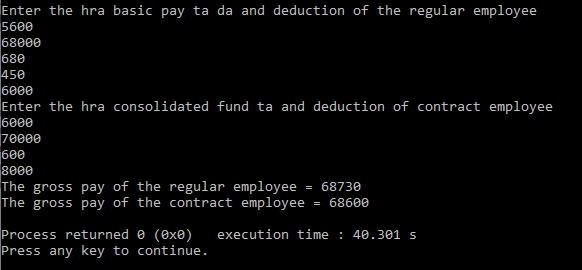 Enter the hra basic pay ta da and deduction of the regular employee
5600
68000
680
450
6000
Enter the hra consolidated fund ta and deduction of contract employee
6000
70000
600
8000
The gross pay of the regular employee = 68730
The gross pay of the contract employee = 68600
Process returned 0 (0x0)   execution time : 40.301 s
Press any key to continue.